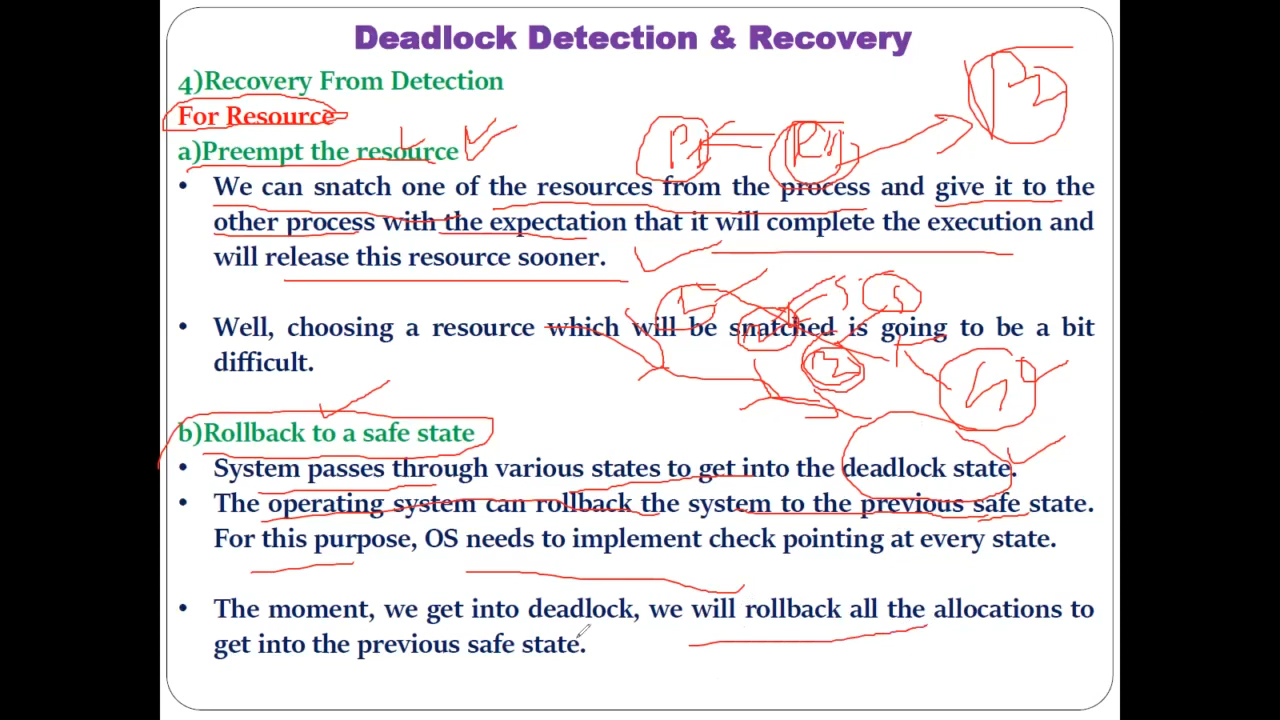 Deadlock Detection & Recovery
4)Recovery From Detection
For Resource
a)Preempt the resource
P1 R1 P2
• We can snatch one of the resources from the process and give it to the
other process with the expectation that it will complete the execution and
will release this resource sooner.
• Well, choosing a resource which will be snatched is going to be a bit
difficult.
b)Rollback to a safe state
• System passes through various states to get into the deadlock state.
• The operating system can rollback the system to the previous safe state.
For this purpose, OS needs to implement check pointing at every state.
• The moment, we get into deadlock, we will rollback all the allocations to
get into the previous safe state.